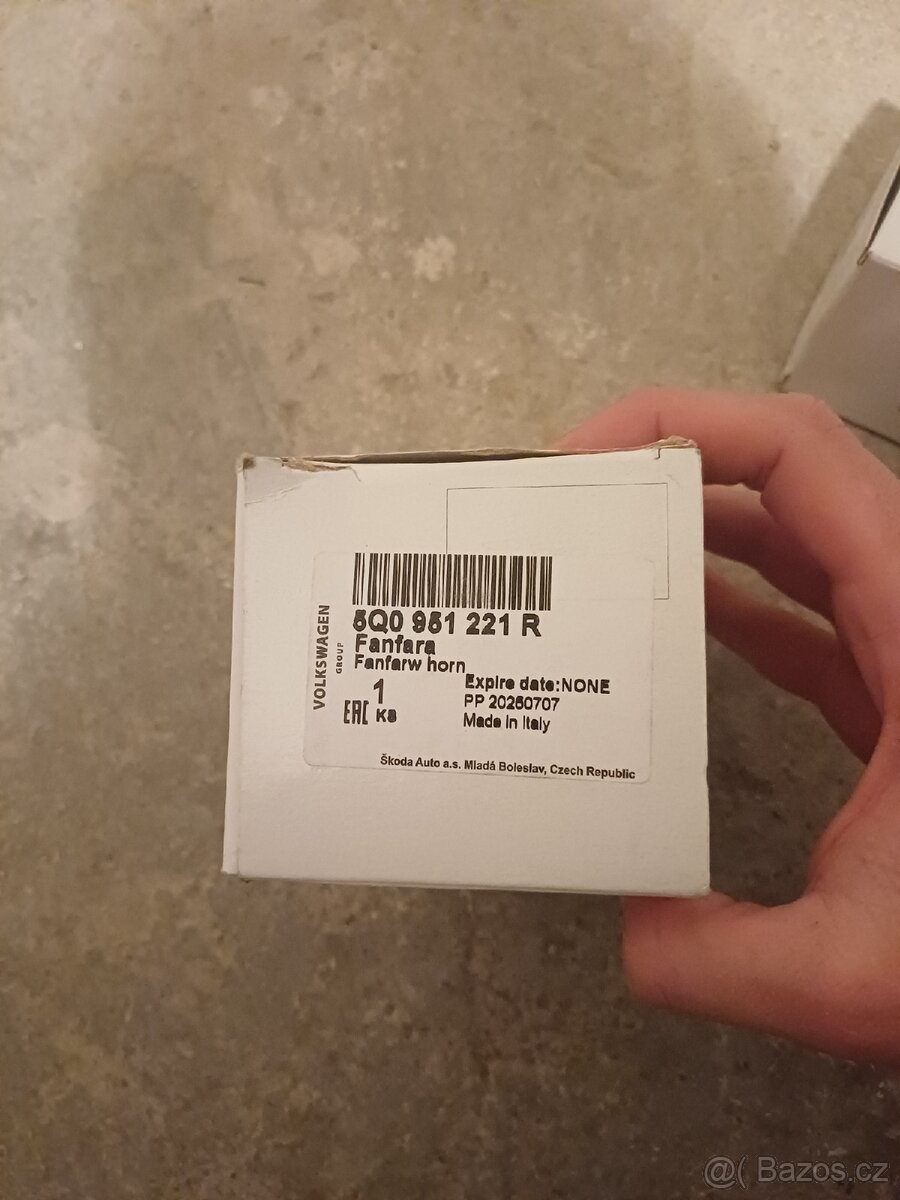 5Q0 951 221 R
Fanfara
Fanfarw horn
VOLKSWAGEN
GROUP
1
EAC KS
Expire date:NONE
PP 20250707
Made in Italy
Škoda Auto a.s. Mladá Boleslav, Czech Republic
@( Bazos.cz